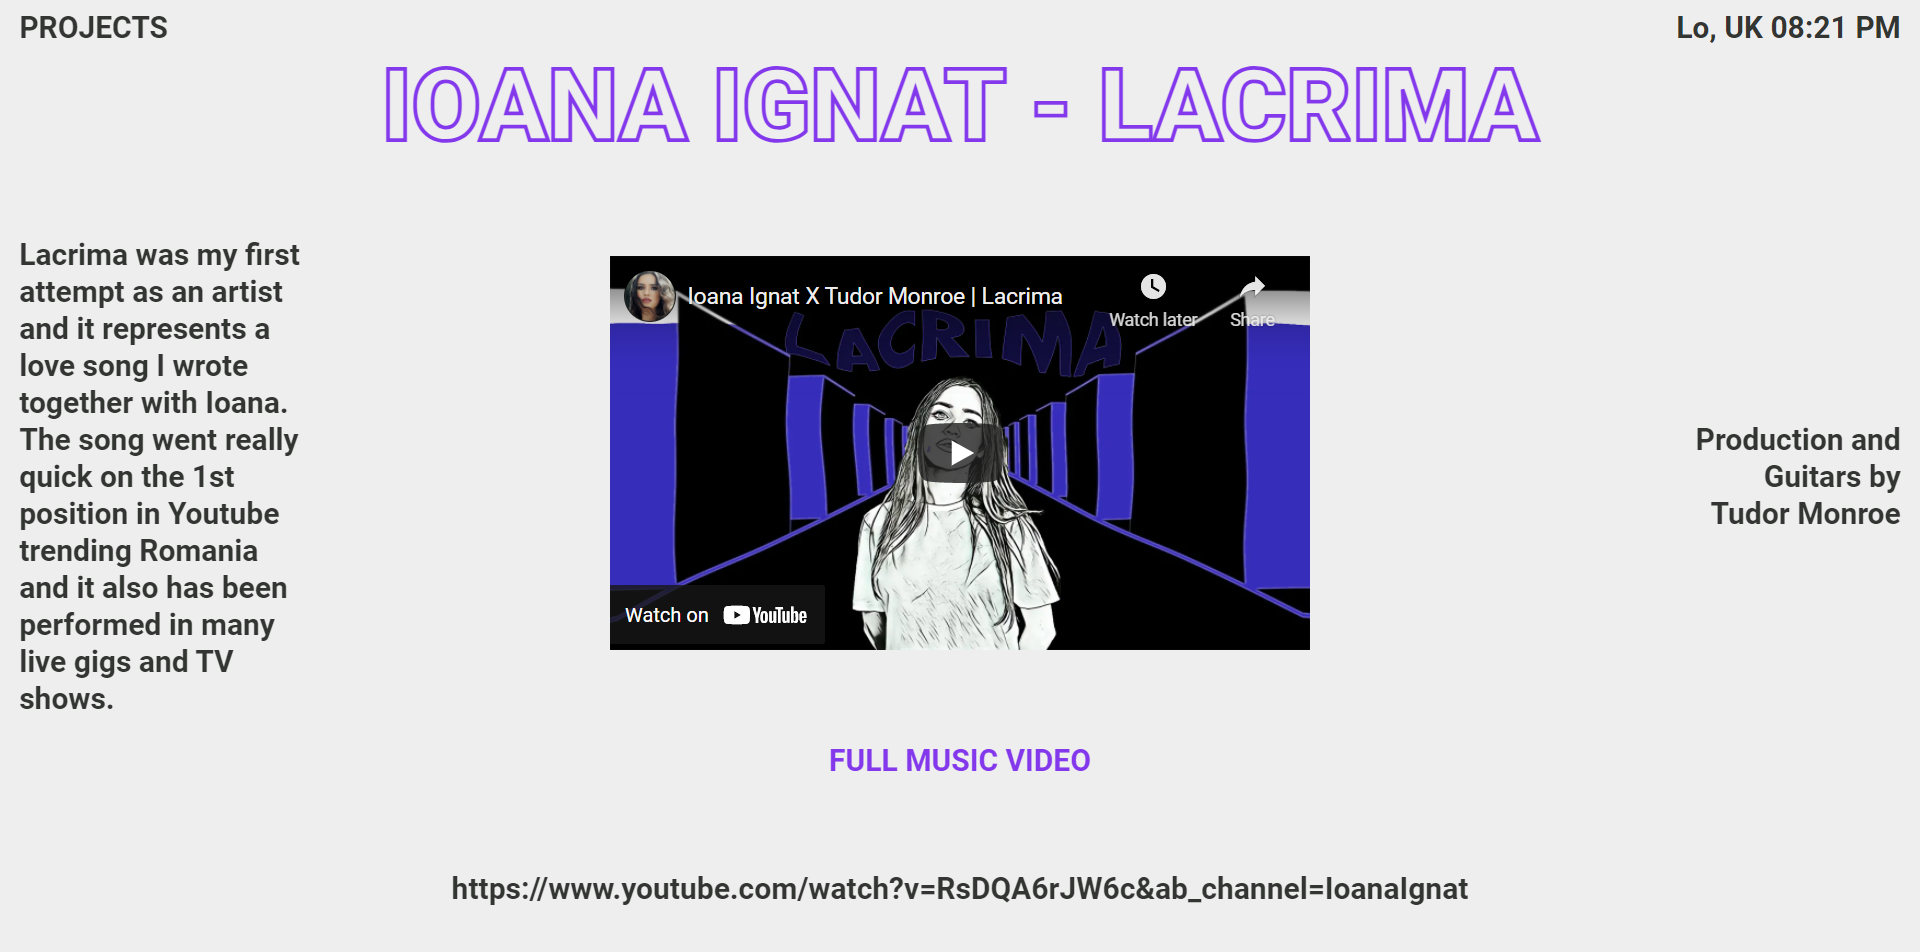 PROJECTS
Lo, UK 08:21 PM
IOANA IGNAT - LACRIMA
Lacrima was my first
attempt as an artist
and it represents a
love song I wrote
together with Ioana.
The song went really
quick on the 1st
position in Youtube
trending Romania
and it also has been
performed in many
live gigs and TV
shows.
Ioana Ignat X Tudor Monroe | Lacrima
Watch later
Share
LACRIMA
Watch on YouTube
Production and
Guitars by
Tudor Monroe
FULL MUSIC VIDEO
https://www.youtube.com/watch?v=RsDQA6rJW6c&ab_channel=IoanaIgnat